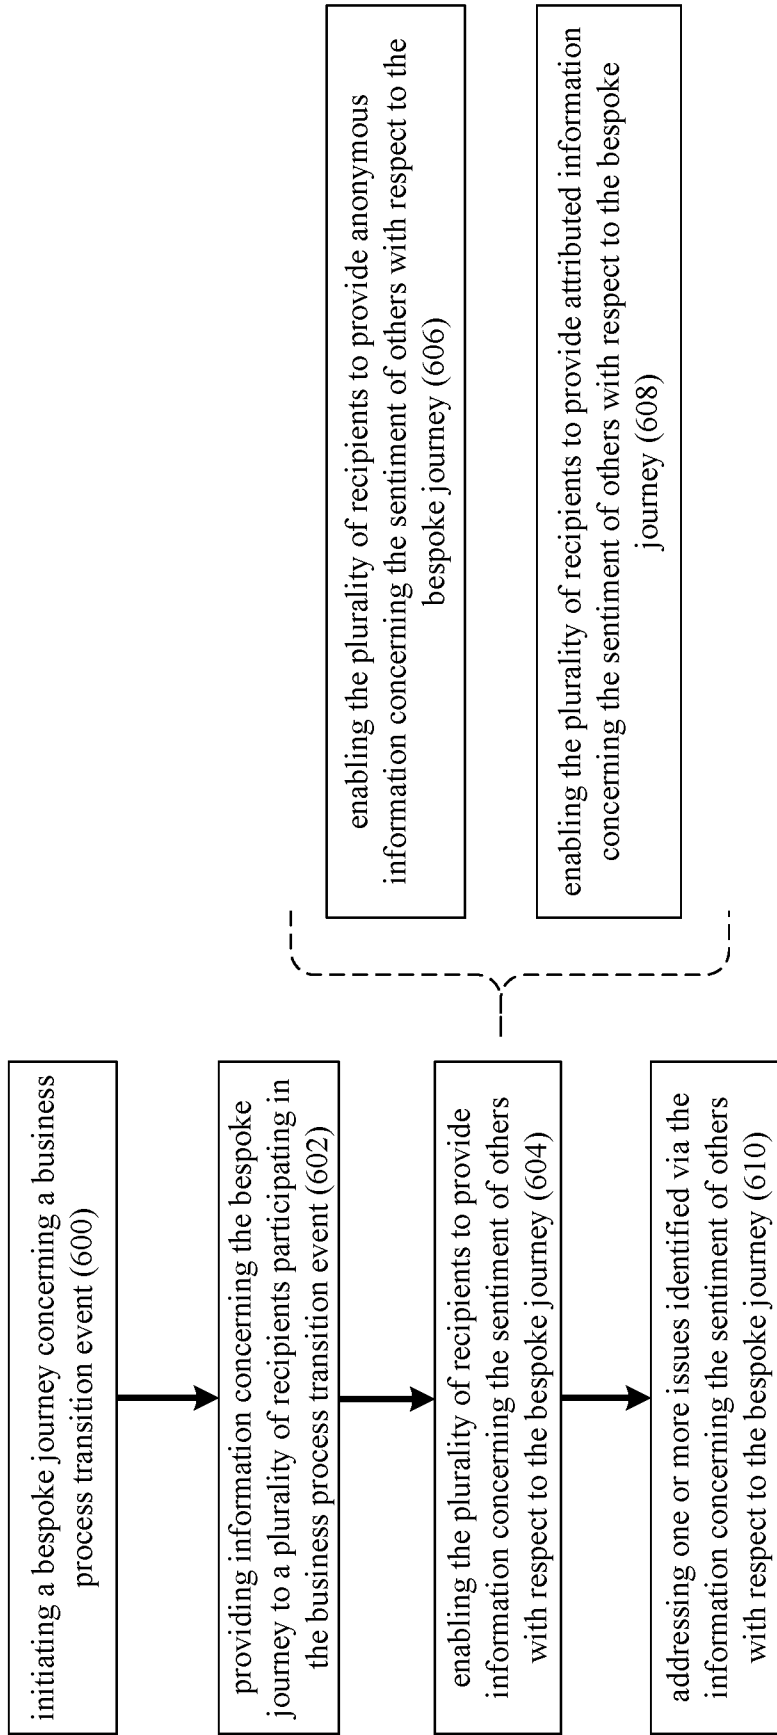 initiating a bespoke journey concerning a business
process transition event (600)
providing information concerning the bespoke
journey to a plurality of recipients participating in
the business process transition event (602)
enabling the plurality of recipients to provide
information concerning the sentiment of others
with respect to the bespoke journey (604)
enabling the plurality of recipients to provide anonymous
information concerning the sentiment of others with respect to the
bespoke journey (606)
enabling the plurality of recipients to provide attributed information
concerning the sentiment of others with respect to the bespoke
journey (608)
addressing one or more issues identified via the
information concerning the sentiment of others
with respect to the bespoke journey (610)